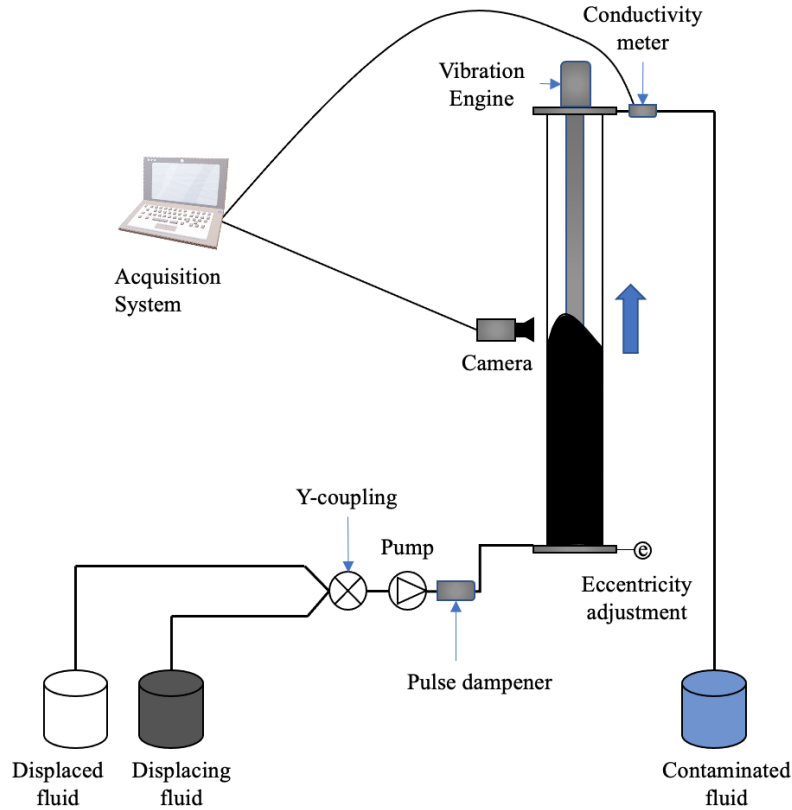 Conductivity
meter
Vibration
Engine
Acquisition
System
Camera
Y-coupling
Pump
e
Eccentricity
adjustment
Pulse dampener
Displaced
fluid
Displacing
fluid
Contaminated
fluid